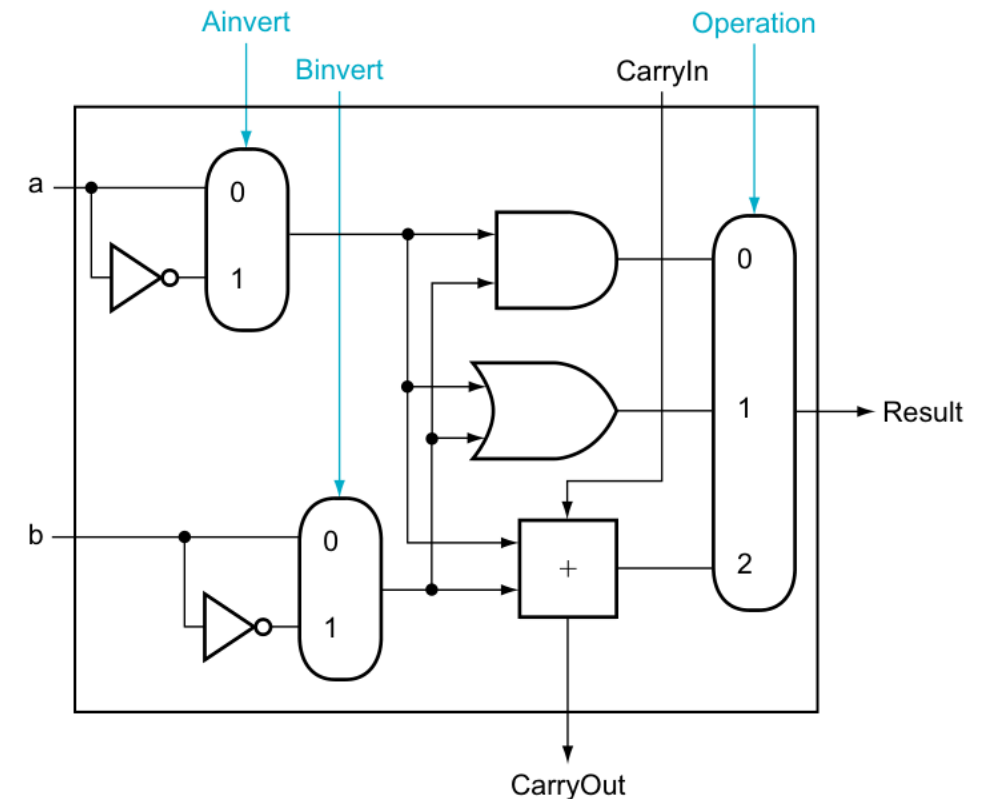 Ainvert
Operation
Binvert
CarryIn
a
0
1
0
1
Result
b
0
1
2
+
CarryOut